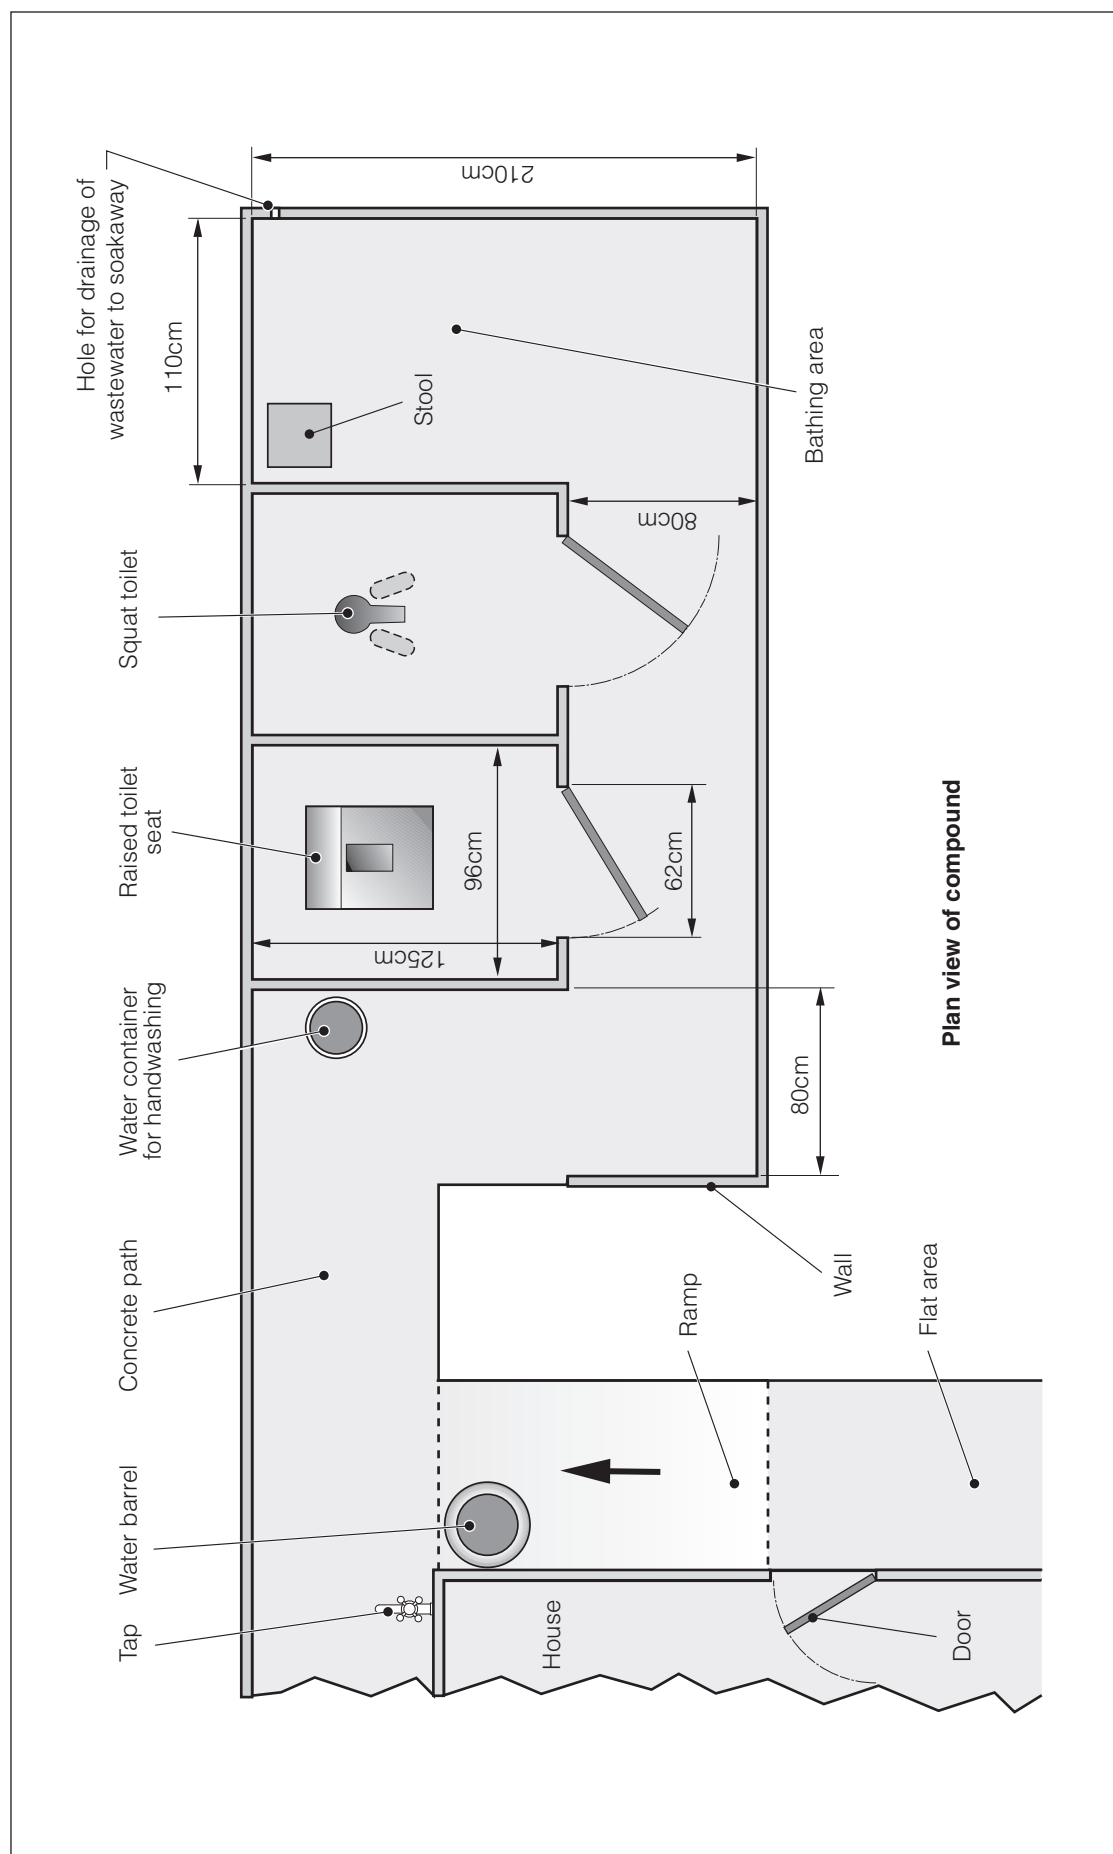 Hole for drainage of
wastewater to soakaway
110cm
210cm
Stool
Bathing area
80cm
Squat toilet
Raised toilet
seat
96cm
125cm
62cm
Water container
for handwashing
80cm
Plan view of compound
Concrete path
Wall
Ramp
Flat area
Water barrel
Tap
House
Door